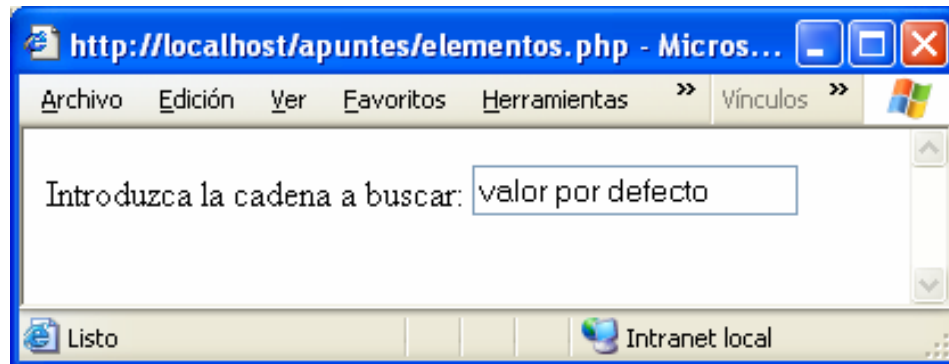 http://localhost/apuntes/elementos.php - Micros...
Archivo Edición Ver Favoritos Herramientas » Vínculos »
Introduzca la cadena a buscar: valor por defecto
Listo Intranet local